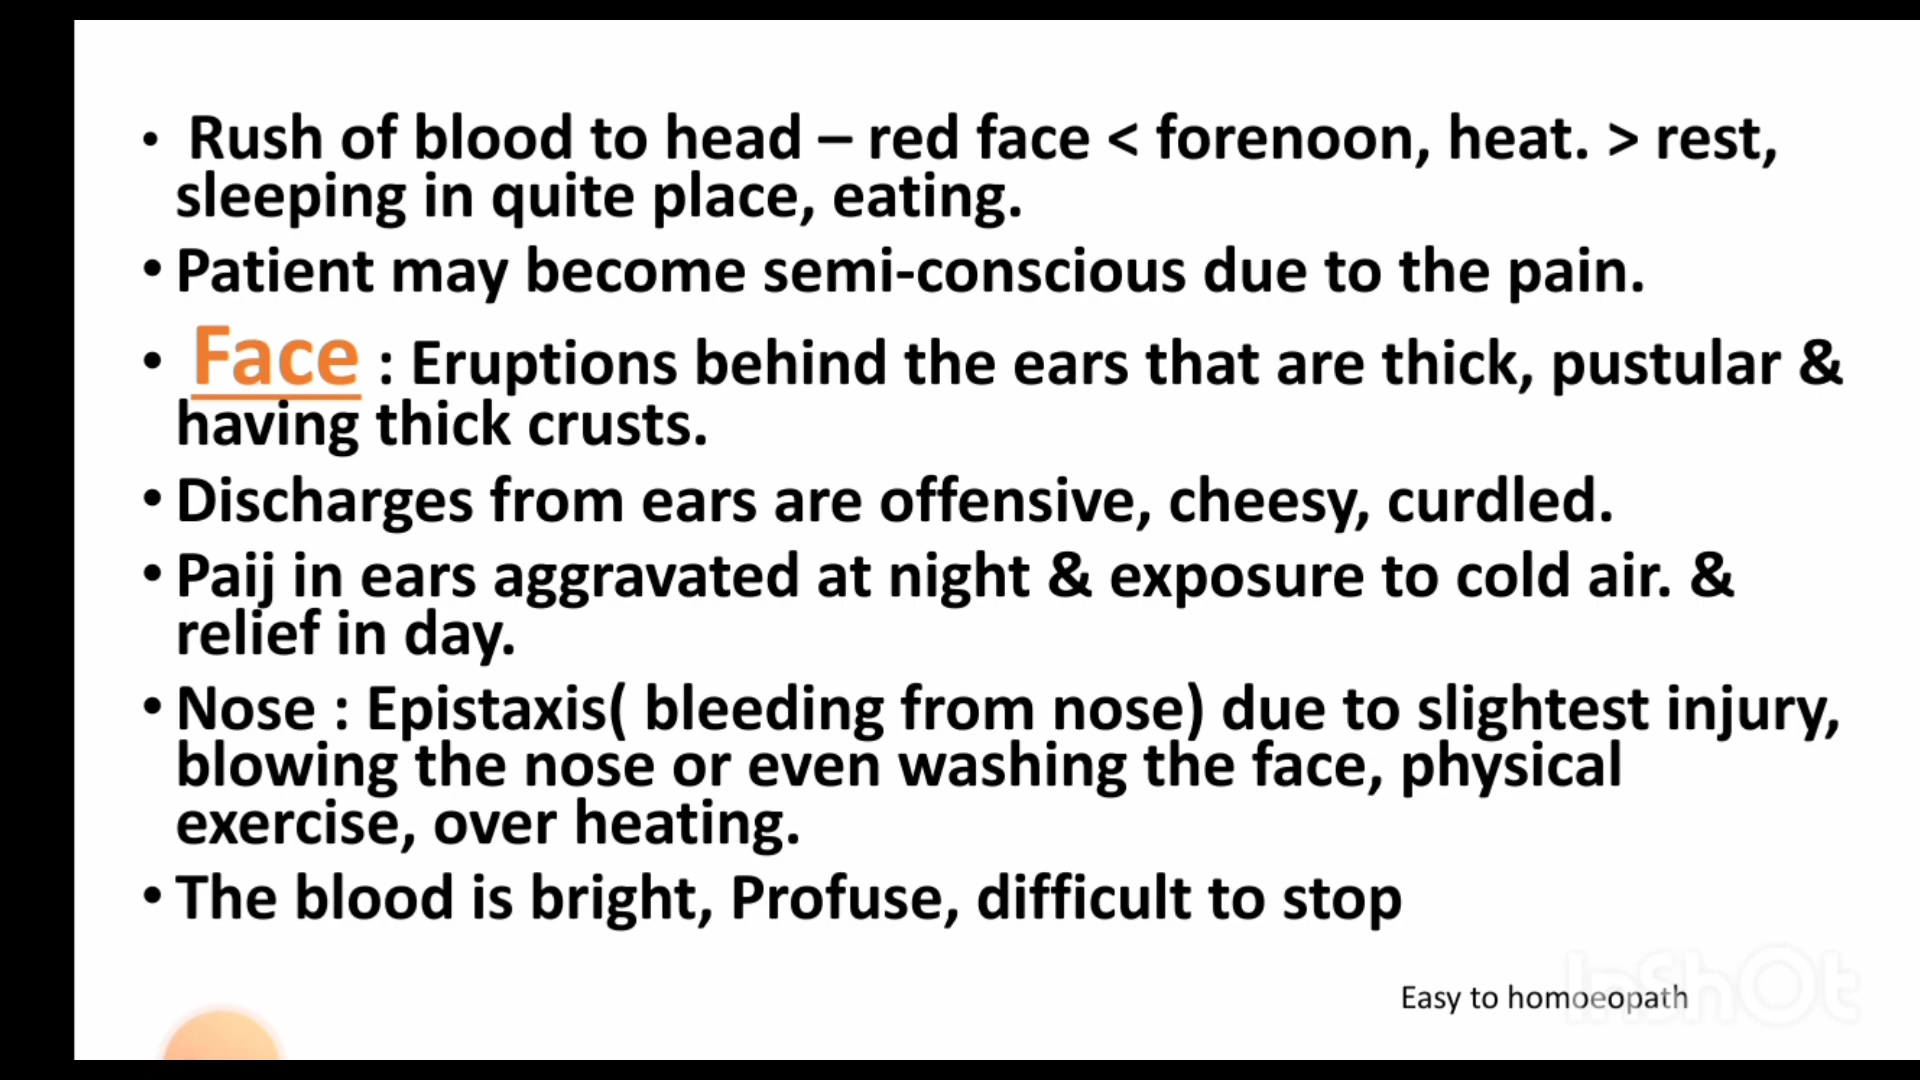 • Rush of blood to head – red face < forenoon, heat. > rest,
sleeping in quite place, eating.
• Patient may become semi-conscious due to the pain.
• Face : Eruptions behind the ears that are thick, pustular &
having thick crusts.
• Discharges from ears are offensive, cheesy, curdled.
• Paij in ears aggravated at night & exposure to cold air. &
relief in day.
• Nose : Epistaxis( bleeding from nose) due to slightest injury,
blowing the nose or even washing the face, physical
exercise, over heating.
• The blood is bright, Profuse, difficult to stop
Easy to homoeopath
InShOt